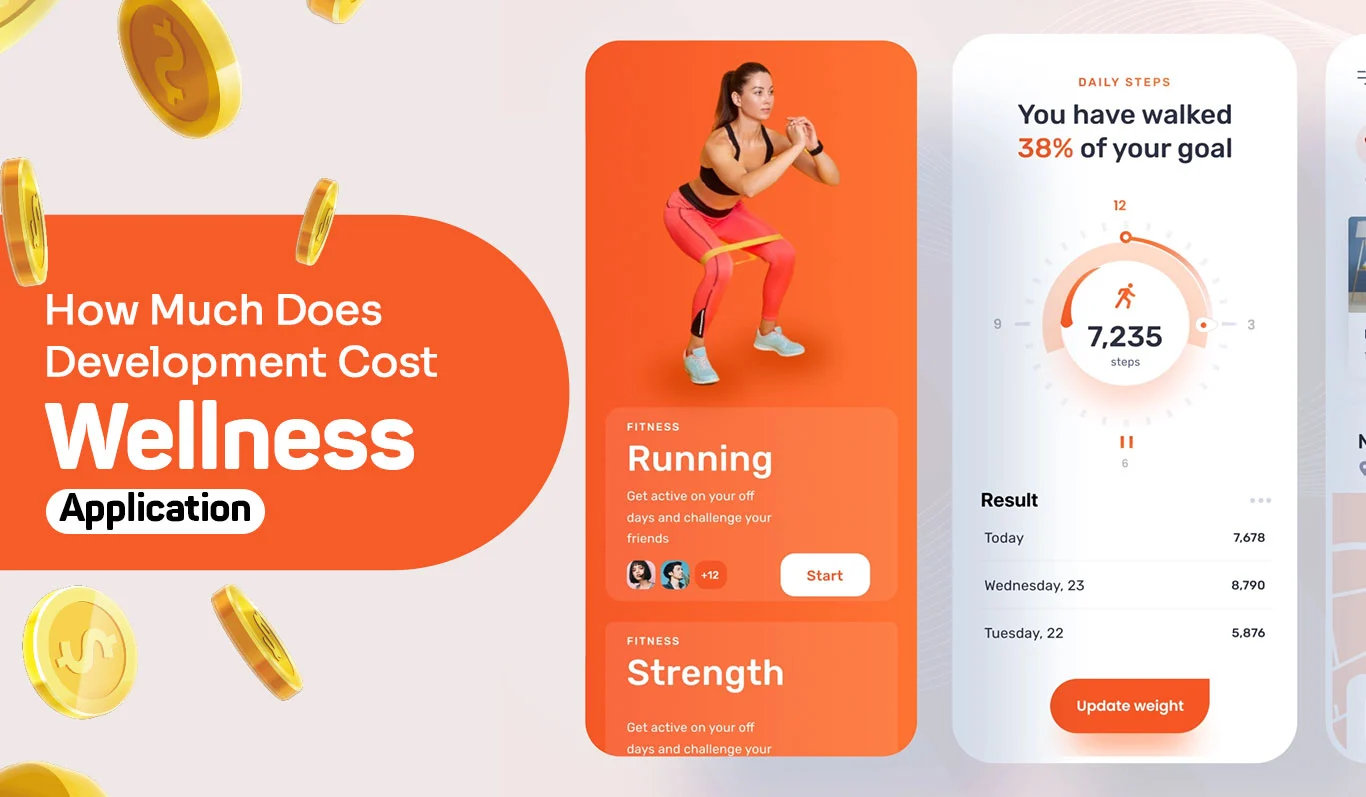 How Much Does
Development Cost
Wellness
Application
FITNESS
Running
Get active on your off
days and challenge your
friends
+12
Start
FITNESS
Strength
Get active on your off
days and challenge your
DAILY STEPS
You have walked
38% of your goal
12
9
3
7,235
steps
6
Result
Today 7,678
Wednesday, 23 8,790
Tuesday, 22 5,876
Update weight